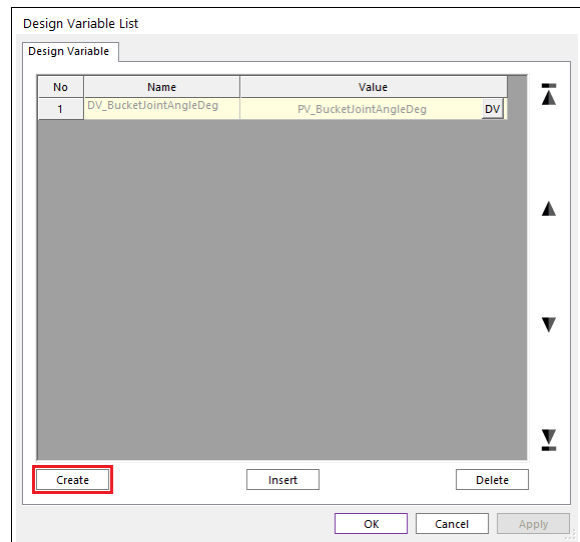 Design Variable List
Design Variable
No Name Value
1 DV_BucketJointAngleDeg PV_BucketJointAngleDeg DV
Create Insert Delete
OK Cancel Apply